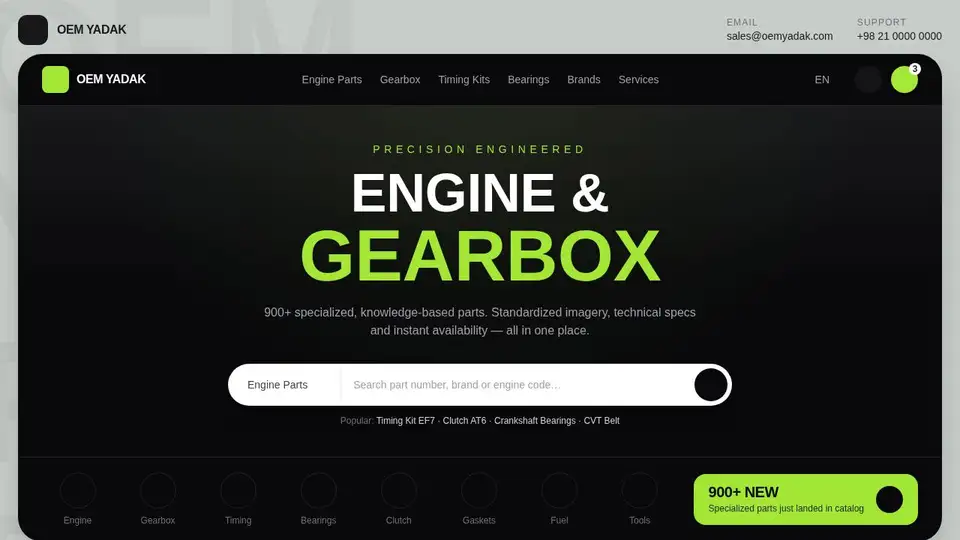 OEM YADAK
EMAIL
sales@oemyadak.com
SUPPORT
+98 21 0000 0000
OEM YADAK
Engine Parts
Gearbox
Timing Kits
Bearings
Brands
Services
EN
3
PRECISION ENGINEERED
ENGINE &
GEARBOX
900+ specialized, knowledge-based parts. Standardized imagery, technical specs
and instant availability — all in one place.
Engine Parts
Search part number, brand or engine code…
Popular: Timing Kit EF7 · Clutch AT6 · Crankshaft Bearings · CVT Belt
Engine
Gearbox
Timing
Bearings
Clutch
Gaskets
Fuel
Tools
900+ NEW
Specialized parts just landed in catalog